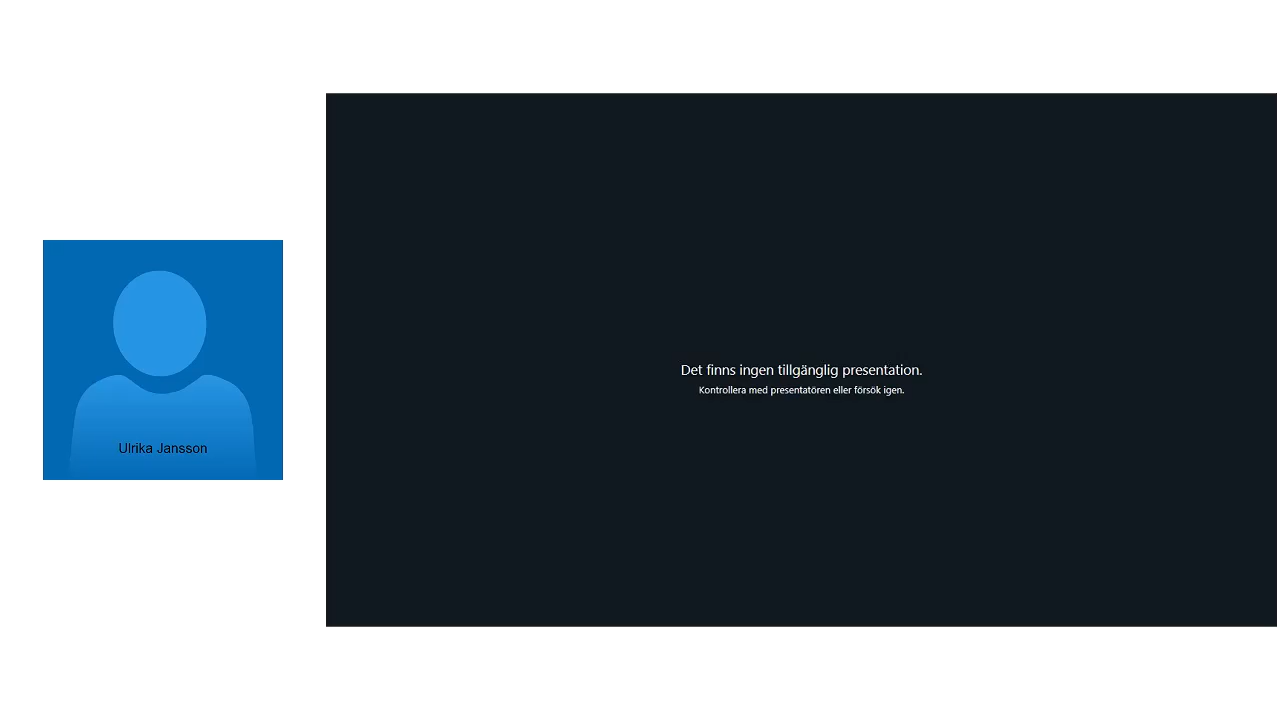 Det finns ingen tillgänglig presentation.
Kontrollera med presentatören eller försök igen.
Ulrika Jansson